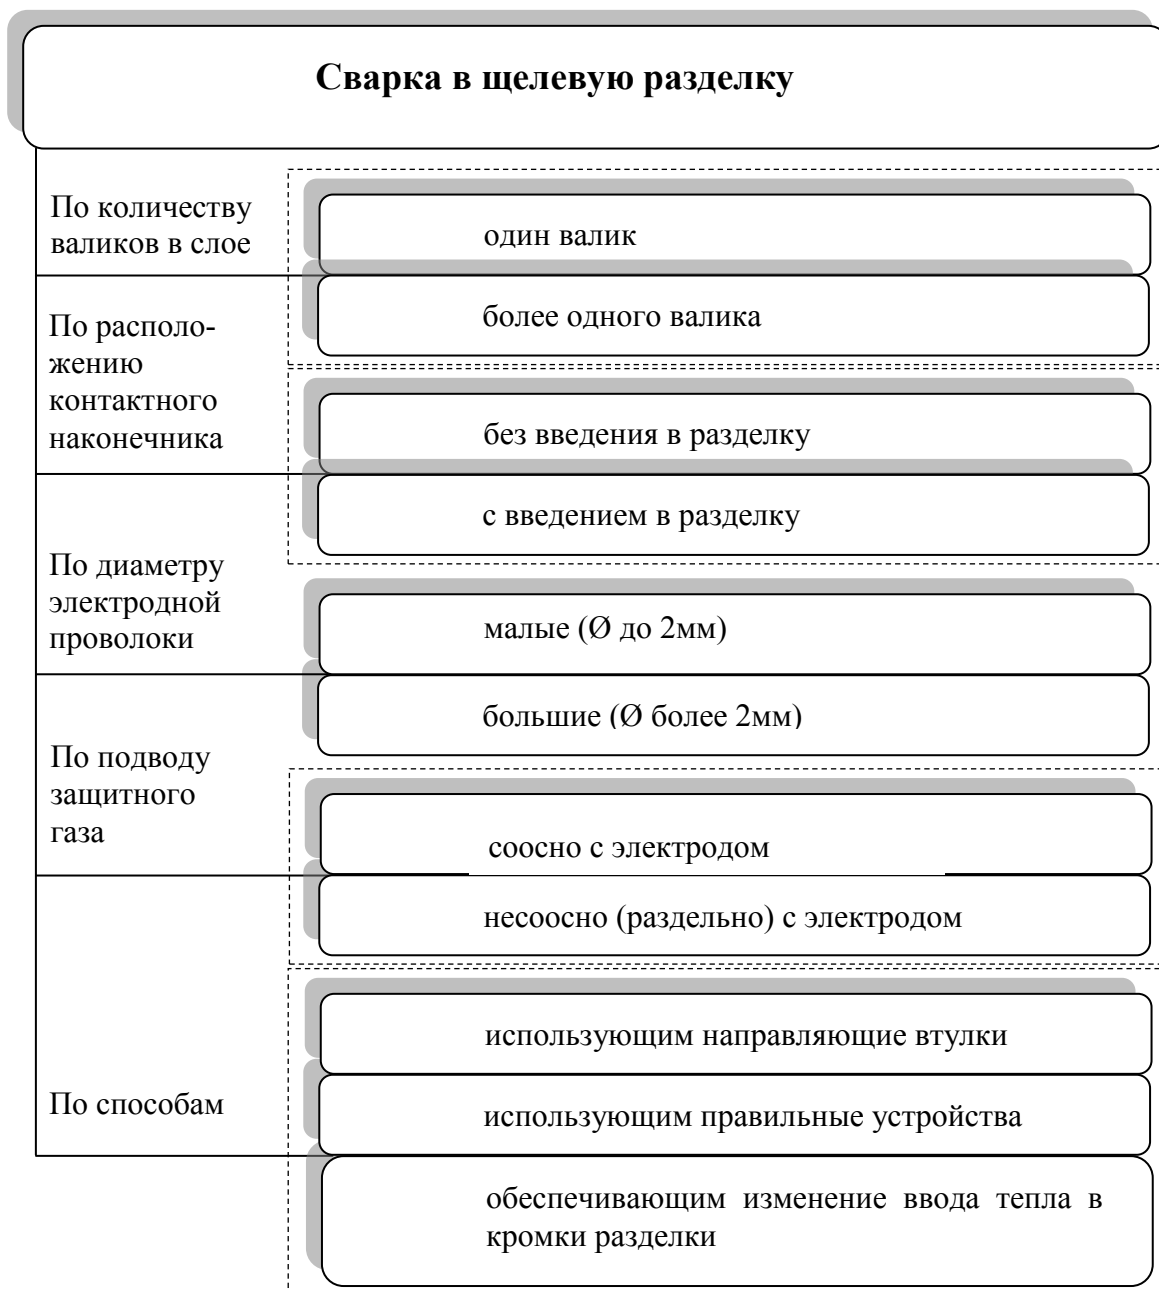 Сварка в щелевую разделку
По количеству
валиков в слое
один валик
более одного валика
По располо-
жению
контактного
наконечника
без введения в разделку
с введением в разделку
По диаметру
электродной
проволоки
малые (Ø до 2мм)
большие (Ø более 2мм)
По подводу
защитного
газа
соосно с электродом
несоосно (раздельно) с электродом
По способам
использующим направляющие втулки
использующим правильные устройства
обеспечивающим изменение ввода тепла в
кромки разделки